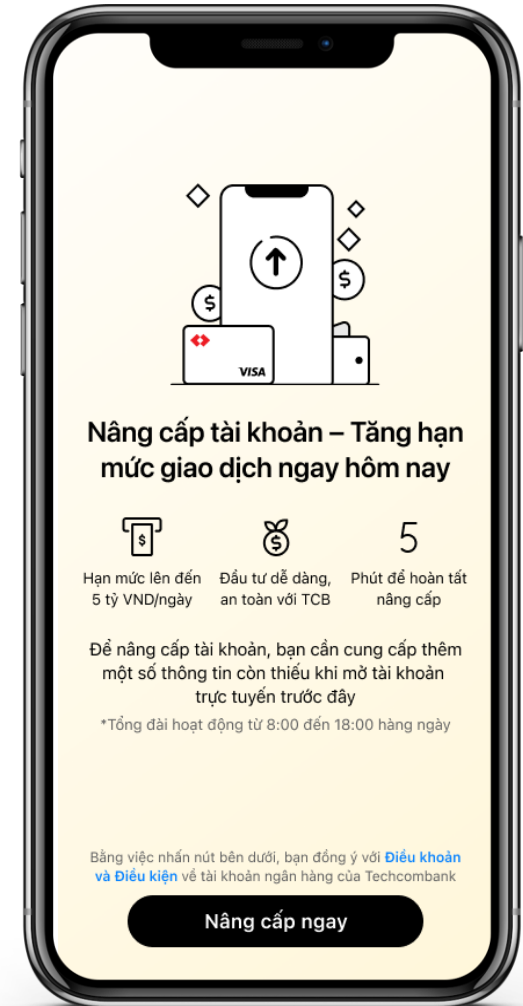 $
$
VISA
Nâng cấp tài khoản – Tăng hạn
mức giao dịch ngay hôm nay
$
$
5
Hạn mức lên đến
5 tỷ VND/ngày
Đầu tư dễ dàng,
an toàn với TCB
Phút để hoàn tất
nâng cấp
Để nâng cấp tài khoản, bạn cần cung cấp thêm
một số thông tin còn thiếu khi mở tài khoản
trực tuyến trước đây
*Tổng đài hoạt động từ 8:00 đến 18:00 hàng ngày
Bằng việc nhấn nút bên dưới, bạn đồng ý với Điều khoản
và Điều kiện về tài khoản ngân hàng của Techcombank
Nâng cấp ngay